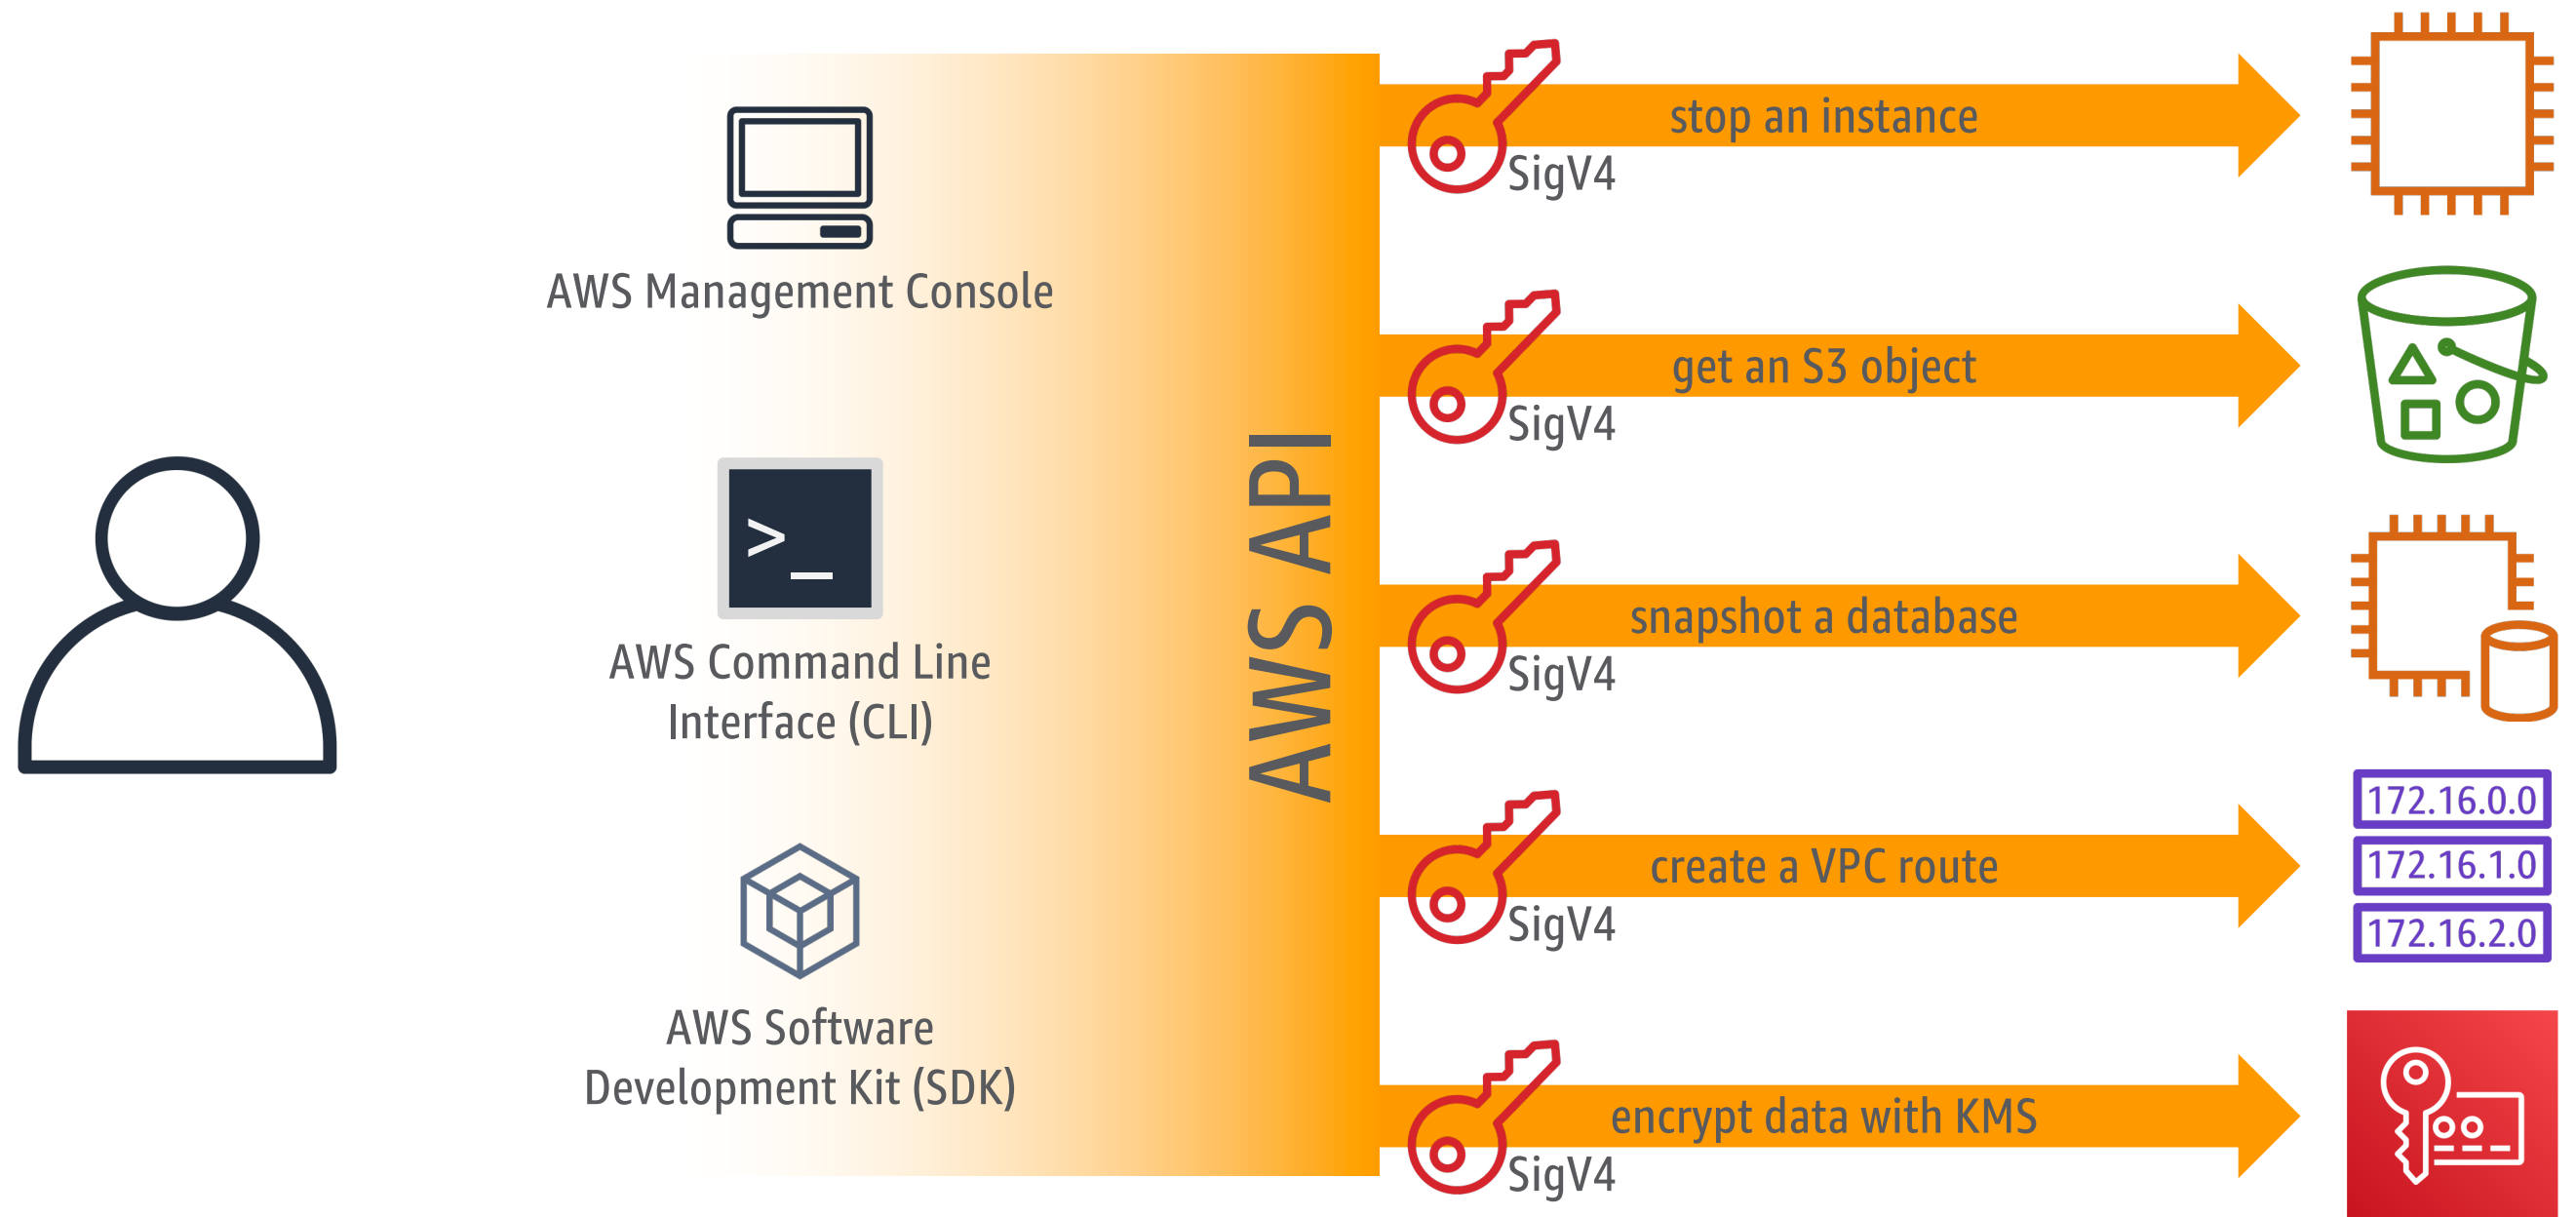 AWS Management Console
>_
AWS Command Line
Interface (CLI)
AWS Software
Development Kit (SDK)
AWS API
stop an instance
SigV4
get an S3 object
SigV4
snapshot a database
SigV4
create a VPC route
SigV4
encrypt data with KMS
SigV4
172.16.0.0
172.16.1.0
172.16.2.0